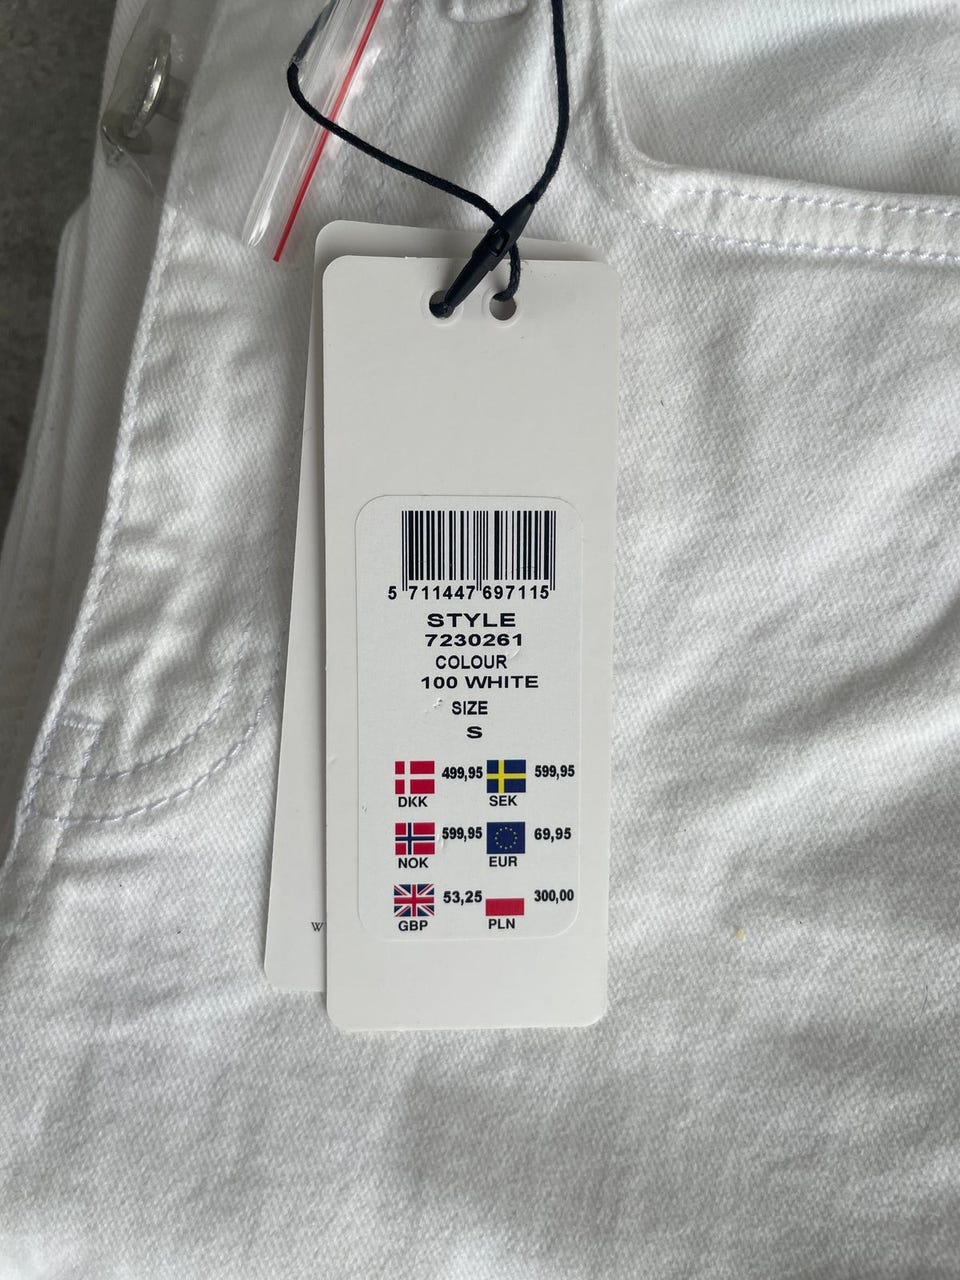 5 711447 697115
STYLE
7230261
COLOUR
100 WHITE
SIZE
S
499,95 599,95
DKK SEK
599,95 69,95
NOK EUR
53,25 300,00
GBP PLN
W